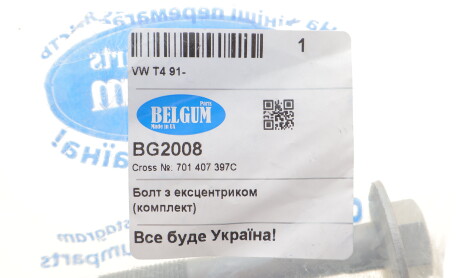 1
VW T4 91-
Parts
BELGUM
Made in UA
BG2008
Cross №. 701 407 397C
Болт з ексцентриком
(комплект)
Все буде Україна!